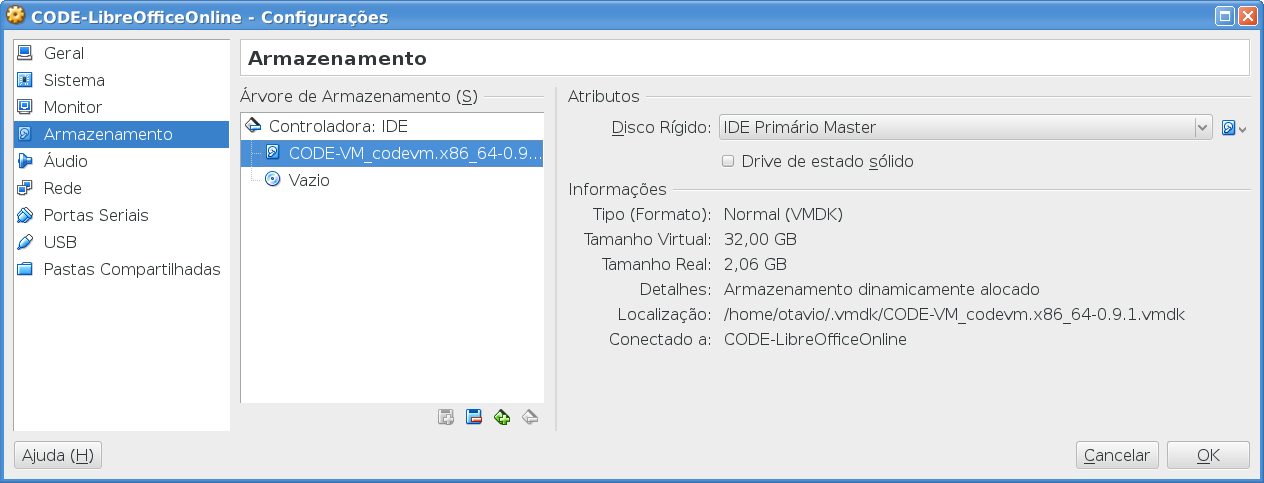 CODE-LibreOfficeOnline - Configurações
Geral
Sistema
Monitor
Armazenamento
Áudio
Rede
Portas Seriais
USB
Pastas Compartilhadas
Armazenamento
Árvore de Armazenamento (S)
Controladora: IDE
CODE-VM_codevm.x86_64-0.9...
Vazio
Atributos
Disco Rígido: IDE Primário Master
Drive de estado sólido
Informações
Tipo (Formato): Normal (VMDK)
Tamanho Virtual: 32,00 GB
Tamanho Real: 2,06 GB
Detalhes: Armazenamento dinamicamente alocado
Localização: /home/otavio/.vmdk/CODE-VM_codevm.x86_64-0.9.1.vmdk
Conectado a: CODE-LibreOfficeOnline
Ajuda (H)
Cancelar
OK